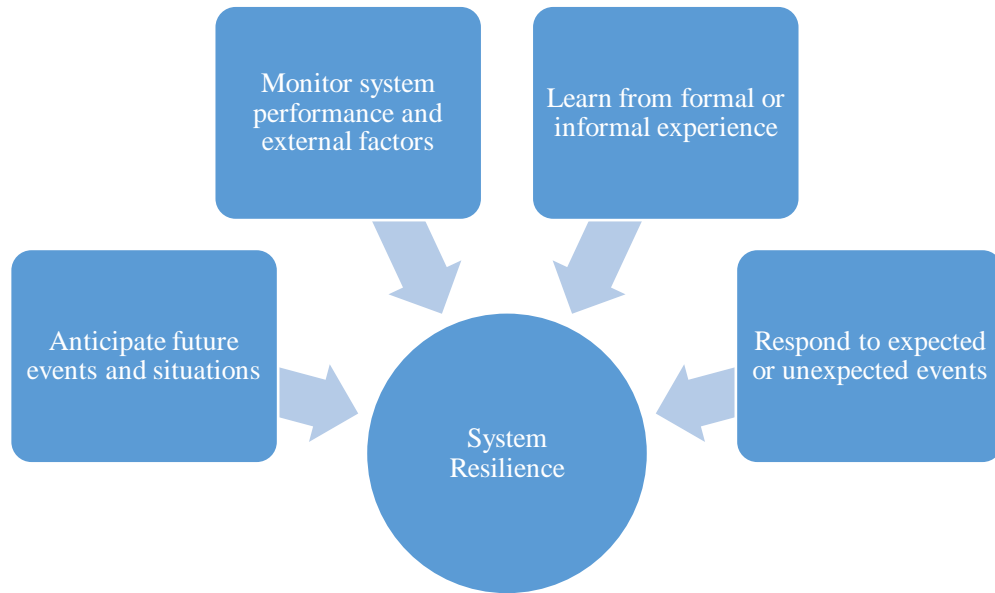 Monitor system
performance and
external factors
Learn from formal or
informal experience
Anticipate future
events and situations
Respond to expected
or unexpected events
System
Resilience